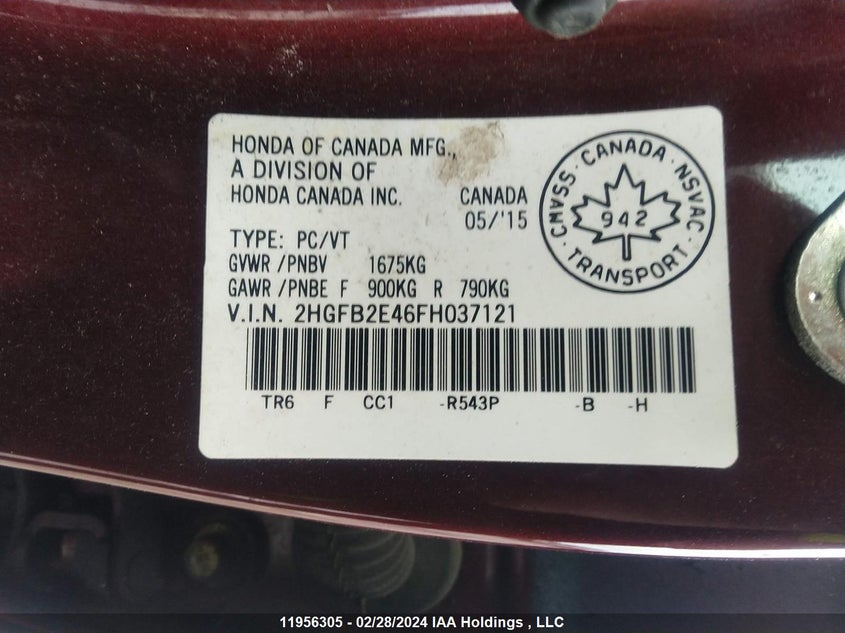 HONDA OF CANADA MFG.,
A DIVISION OF
HONDA CANADA INC.
CANADA
05/'15
CMVSS · CANADA · NSVAC
942
· TRANSPORT ·
TYPE: PC/VT
GVWR /PNBV 1675KG
GAWR /PNBE F 900KG R 790KG
V.I.N. 2HGFB2E46FH037121
TR6 F CC1 -R543P -B -H
11956305 - 02/28/2024 IAA Holdings , LLC